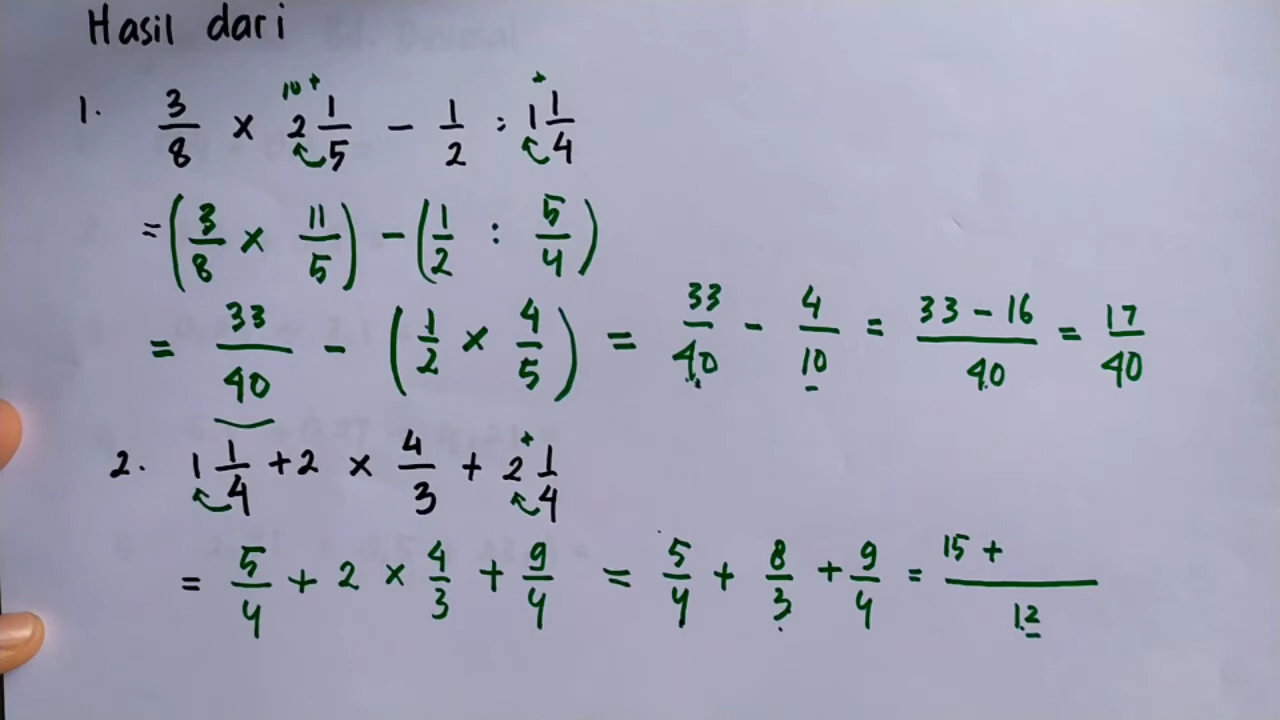 Hasil dari
1. 3/8 × 2 1/5 - 1/2 : 1 1/4
10 + +
= (3/8 × 11/5) - (1/2 : 5/4)
= 33/40 - (1/2 × 4/5) = 33/40 - 4/10 = (33 - 16)/40 = 17/40
2. 1 1/4 + 2 × 4/3 + 2 1/4
+
= 5/4 + 2 × 4/3 + 9/4 = 5/4 + 8/3 + 9/4 = (15 +)/12